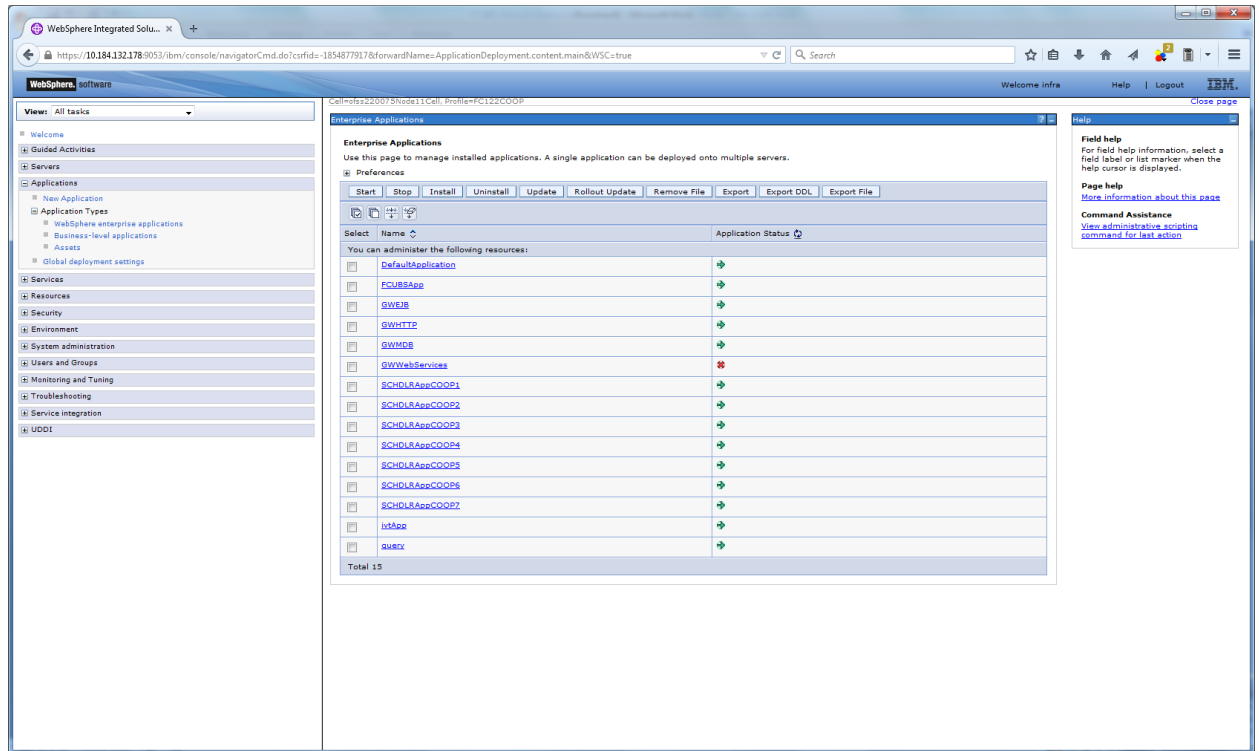 WebSphere Integrated Solu... × +
https://10.184.132.178:9053/ibm/console/navigatorCmd.do?csrfid=-1854877917&forwardName=ApplicationDeployment.content.main&WSC=true
Search
2
WebSphere. software
Welcome infra
Help | Logout
IBM.
View: All tasks
Welcome
Guided Activities
Servers
Applications
New Application
Application Types
WebSphere enterprise applications
Business-level applications
Assets
Global deployment settings
Services
Resources
Security
Environment
System administration
Users and Groups
Monitoring and Tuning
Troubleshooting
Service integration
UDDI
Cell=ofss220075Node11Cell, Profile=FC122COOP
Close page
Enterprise Applications
Enterprise Applications
Use this page to manage installed applications. A single application can be deployed onto multiple servers.
Preferences
Start Stop Install Uninstall Update Rollout Update Remove File Export Export DDL Export File
Select Name Application Status
You can administer the following resources:
DefaultApplication
FCUBSApp
GWEJB
GWHTTP
GWMDB
GWWebServices
SCHDLRAppCOOP1
SCHDLRAppCOOP2
SCHDLRAppCOOP3
SCHDLRAppCOOP4
SCHDLRAppCOOP5
SCHDLRAppCOOP6
SCHDLRAppCOOP7
ivtApp
query
Total 15
Help
Field help
For field help information, select a
field label or list marker when the
help cursor is displayed.
Page help
More information about this page
Command Assistance
View administrative scripting
command for last action